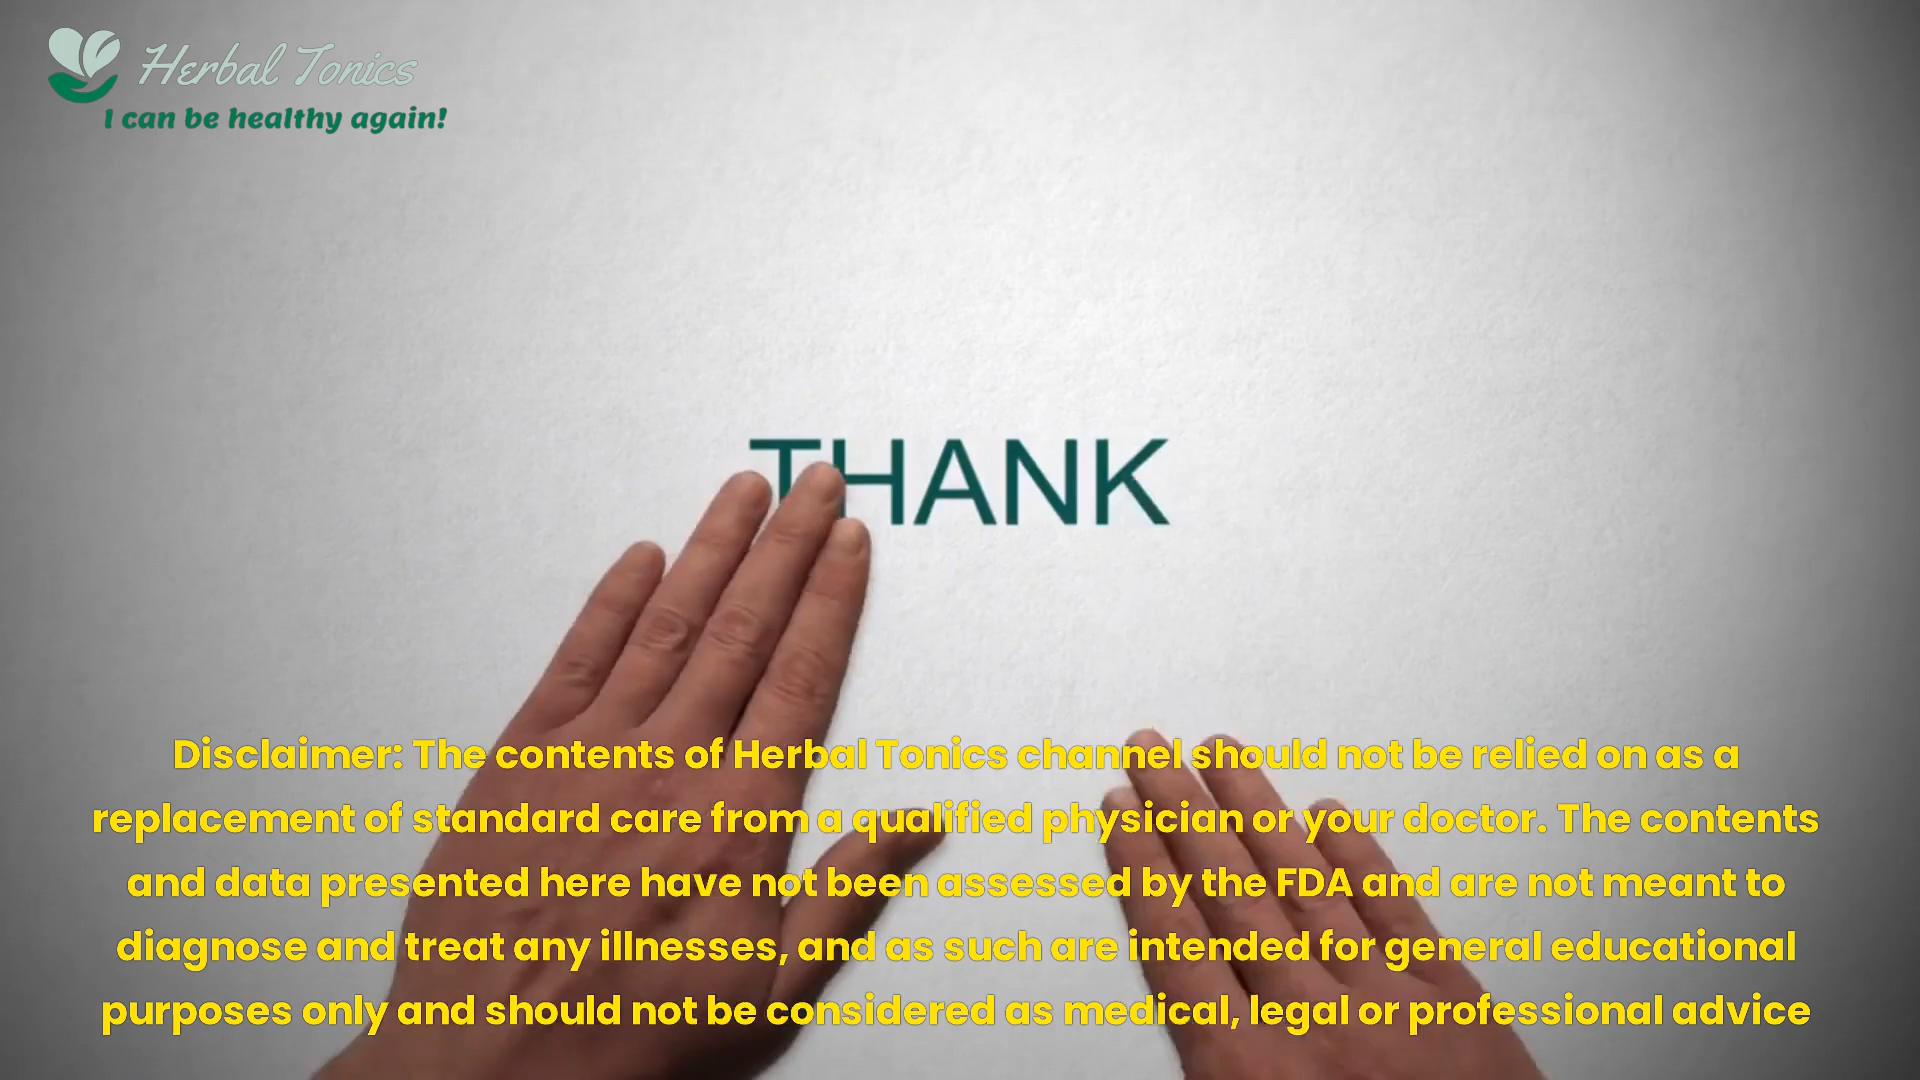 Herbal Tonics
I can be healthy again!
THANK
Disclaimer: The contents of Herbal Tonics channel should not be relied on as a
replacement of standard care from a qualified physician or your doctor. The contents
and data presented here have not been assessed by the FDA and are not meant to
diagnose and treat any illnesses, and as such are intended for general educational
purposes only and should not be considered as medical, legal or professional advice